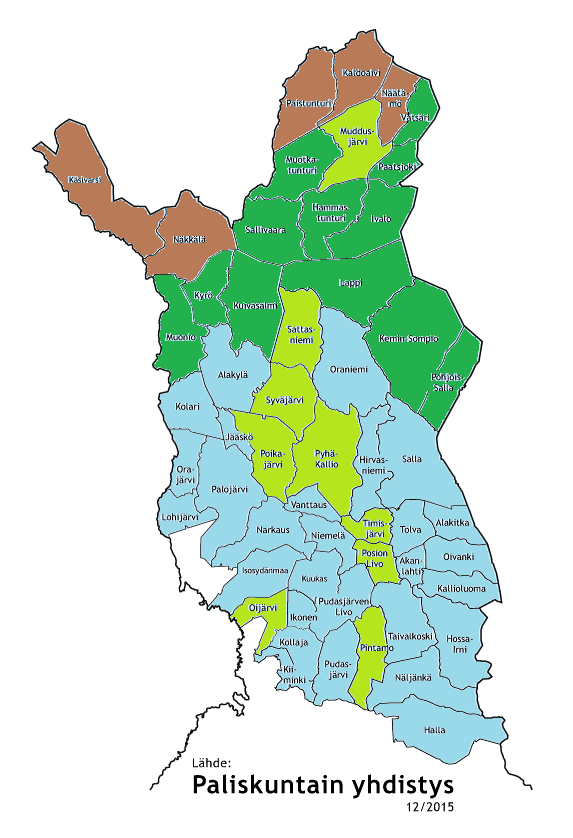 Kaldoaivi
Paistunturi
Näätä-
mö
Vätsäri
Muddus-
järvi
Muotka-
tunturi
Paatsjoki
Käsivarsi
Hammas-
tunturi
Ivalo
Sallivaara
Näkkälä
Lappi
Kyrö
Kuivasalmi
Sattas-
niemi
Muonio
Kemin Sompio
Oraniemi
Alakylä
Pohjois
Salla
Syväjärvi
Kolari
Jääskö
Poika-
järvi
Pyhä-
Kallio
Hirvas-
niemi
Salla
Ora-
järvi
Palojärvi
Vanttaus
Lohijärvi
Narkaus
Niemelä
Timis-
järvi
Tolva
Alakitka
Posion
Livo
Akan-
lahti
Oivanki
Isosydänmaa
Kuukas
Kallioluoma
Oijärvi
Ikonen
Pudasjärven
Livo
Kollaja
Pintamo
Taivalkoski
Hossa-
Irni
Kii-
minki
Pudas-
järvi
Näljänkä
Halla
Lähde:
Paliskuntain yhdistys
12/2015